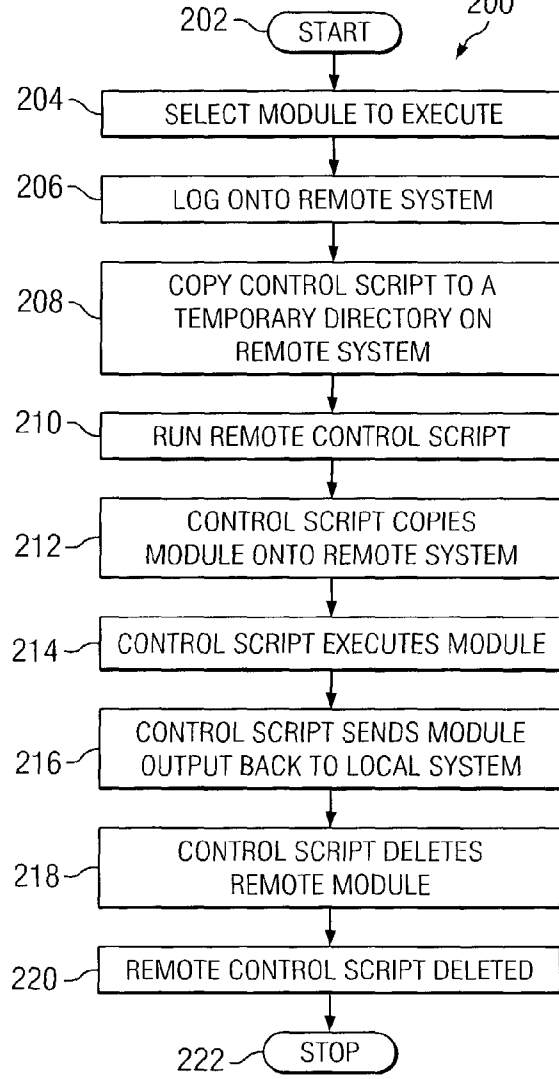 200
202
START
204
SELECT MODULE TO EXECUTE
206
LOG ONTO REMOTE SYSTEM
208
COPY CONTROL SCRIPT TO A
TEMPORARY DIRECTORY ON
REMOTE SYSTEM
210
RUN REMOTE CONTROL SCRIPT
212
CONTROL SCRIPT COPIES
MODULE ONTO REMOTE SYSTEM
214
CONTROL SCRIPT EXECUTES MODULE
216
CONTROL SCRIPT SENDS MODULE
OUTPUT BACK TO LOCAL SYSTEM
218
CONTROL SCRIPT DELETES
REMOTE MODULE
220
REMOTE CONTROL SCRIPT DELETED
222
STOP